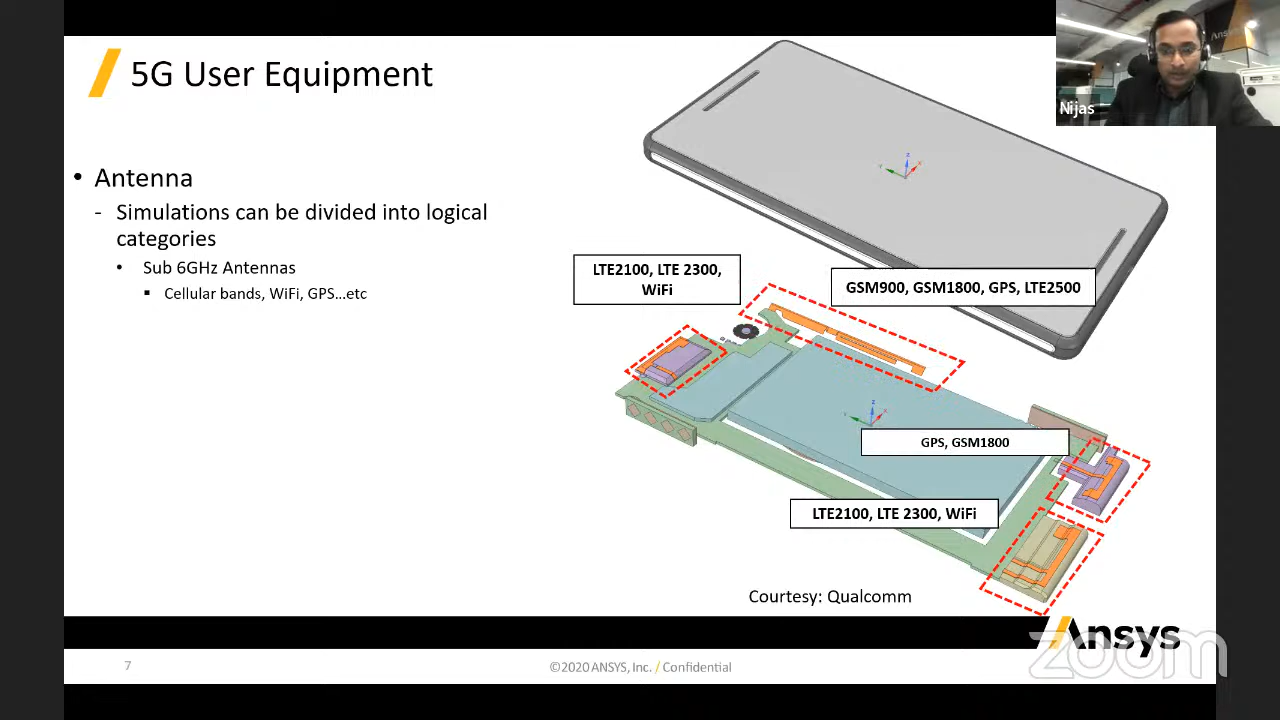 5G User Equipment
Nijas
• Antenna
- Simulations can be divided into logical
categories
• Sub 6GHz Antennas
▪ Cellular bands, WiFi, GPS...etc
LTE2100, LTE 2300,
WiFi
GSM900, GSM1800, GPS, LTE2500
GPS, GSM1800
LTE2100, LTE 2300, WiFi
Courtesy: Qualcomm
Ansys
zoom
7
©2020 ANSYS, Inc. / Confidential